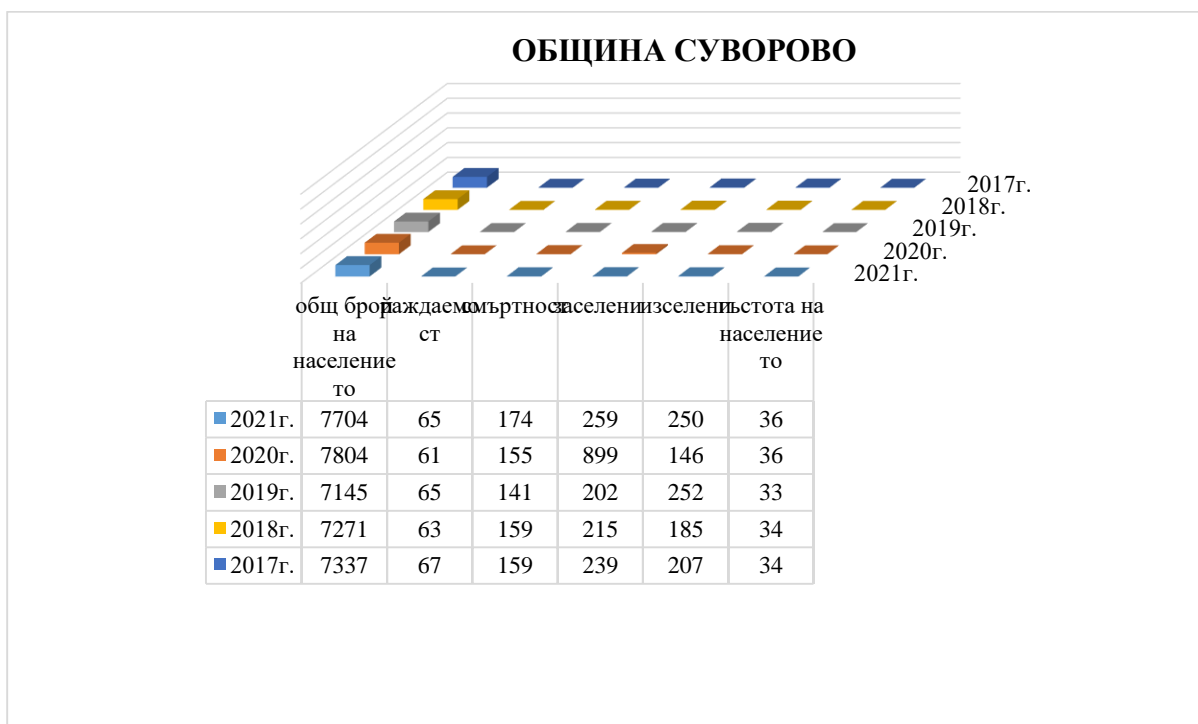 ОБЩИНА СУВОРОВО
2017г.
2018г.
2019г.
2020г.
2021г.
общ брой на население то
раждаемо ст
смъртност
заселени
изселени
гъстота на население то
2021г. 7704 65 174 259 250 36
2020г. 7804 61 155 899 146 36
2019г. 7145 65 141 202 252 33
2018г. 7271 63 159 215 185 34
2017г. 7337 67 159 239 207 34